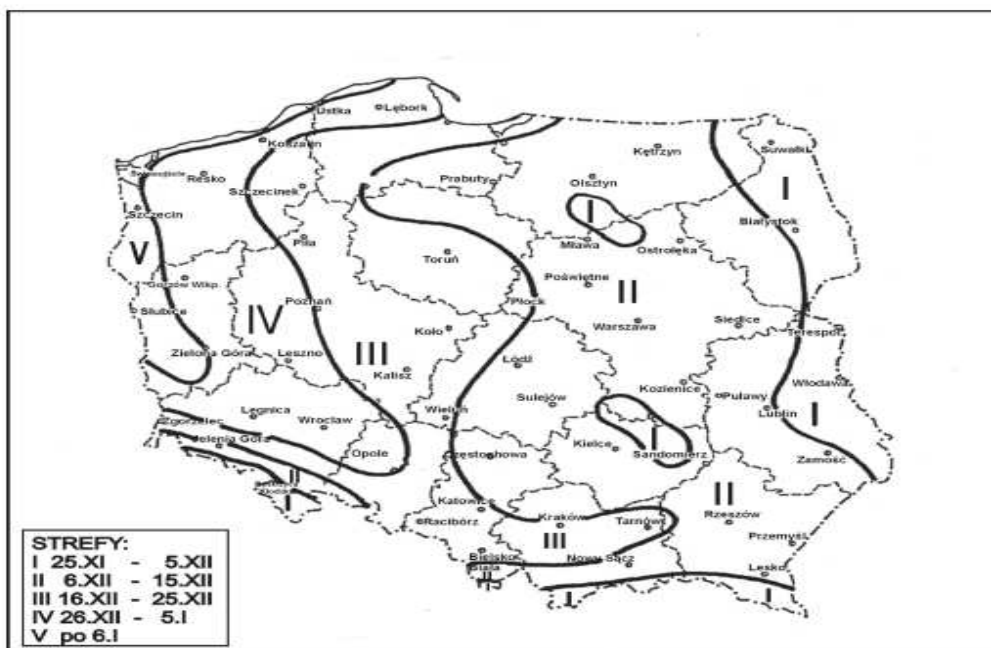 Ustka
Lębork
Koszalin
Kętrzyn
Suwałki
Resko
Prabuty
Olsztyn
I
Szczecinek
I
Szczecin
Białystok
V
Piła
Mława
Ostrołęka
Toruń
Poświętne
II
Gorzów Wlkp.
Płock
Słubice
Poznań
IV
Warszawa
Siedlce
Terespol
Koło
III
Zielona Góra
Leszno
Łódź
Kalisz
Kozienice
Włodawa
Puławy
Sulejów
Lublin
I
Legnica
Wieluń
Zgorzelec
Wrocław
Jelenia Góra
Kielce
I
Sandomierz
Zamość
Opole
Częstochowa
II
II
I
Katowice
Kraków
Tarnów
Rzeszów
Racibórz
III
Przemyśl
Bielsko
Biała
Nowy Sącz
Lesko
II
I
I
I
STREFY:
I 25.XI - 5.XII
II 6.XII - 15.XII
III 16.XII - 25.XII
IV 26.XII - 5.I
V po 6.I